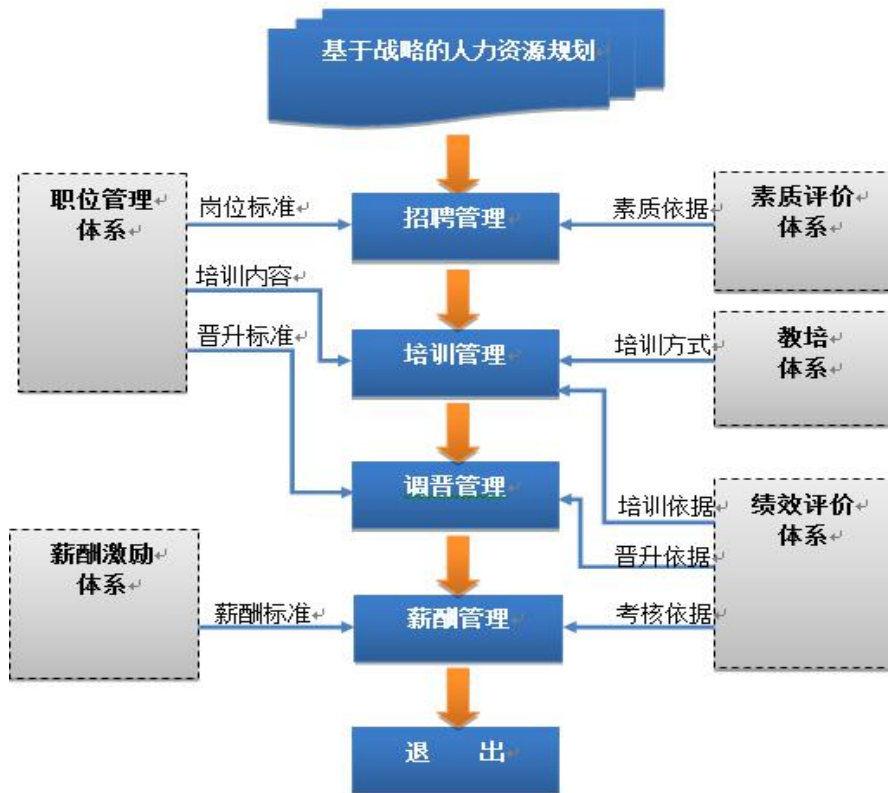 基于战略的人力资源规划
职位管理
体系
岗位标准
招聘管理
素质依据
素质评价
体系
培训内容
晋升标准
培训管理
培训方式
教培
体系
调晋管理
培训依据
绩效评价
体系
晋升依据
薪酬激励
体系
薪酬标准
薪酬管理
考核依据
退 出